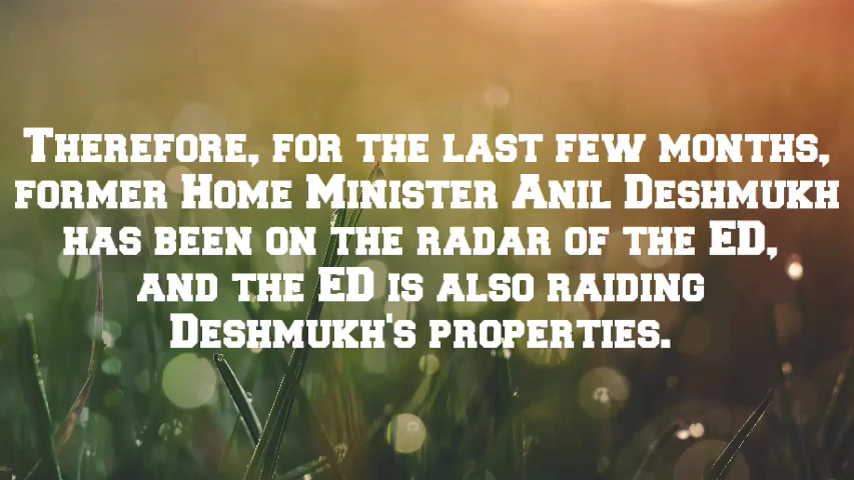 Therefore, for the last few months,
former Home Minister Anil Deshmukh
has been on the radar of the ED,
and the ED is also raiding
Deshmukh's properties.